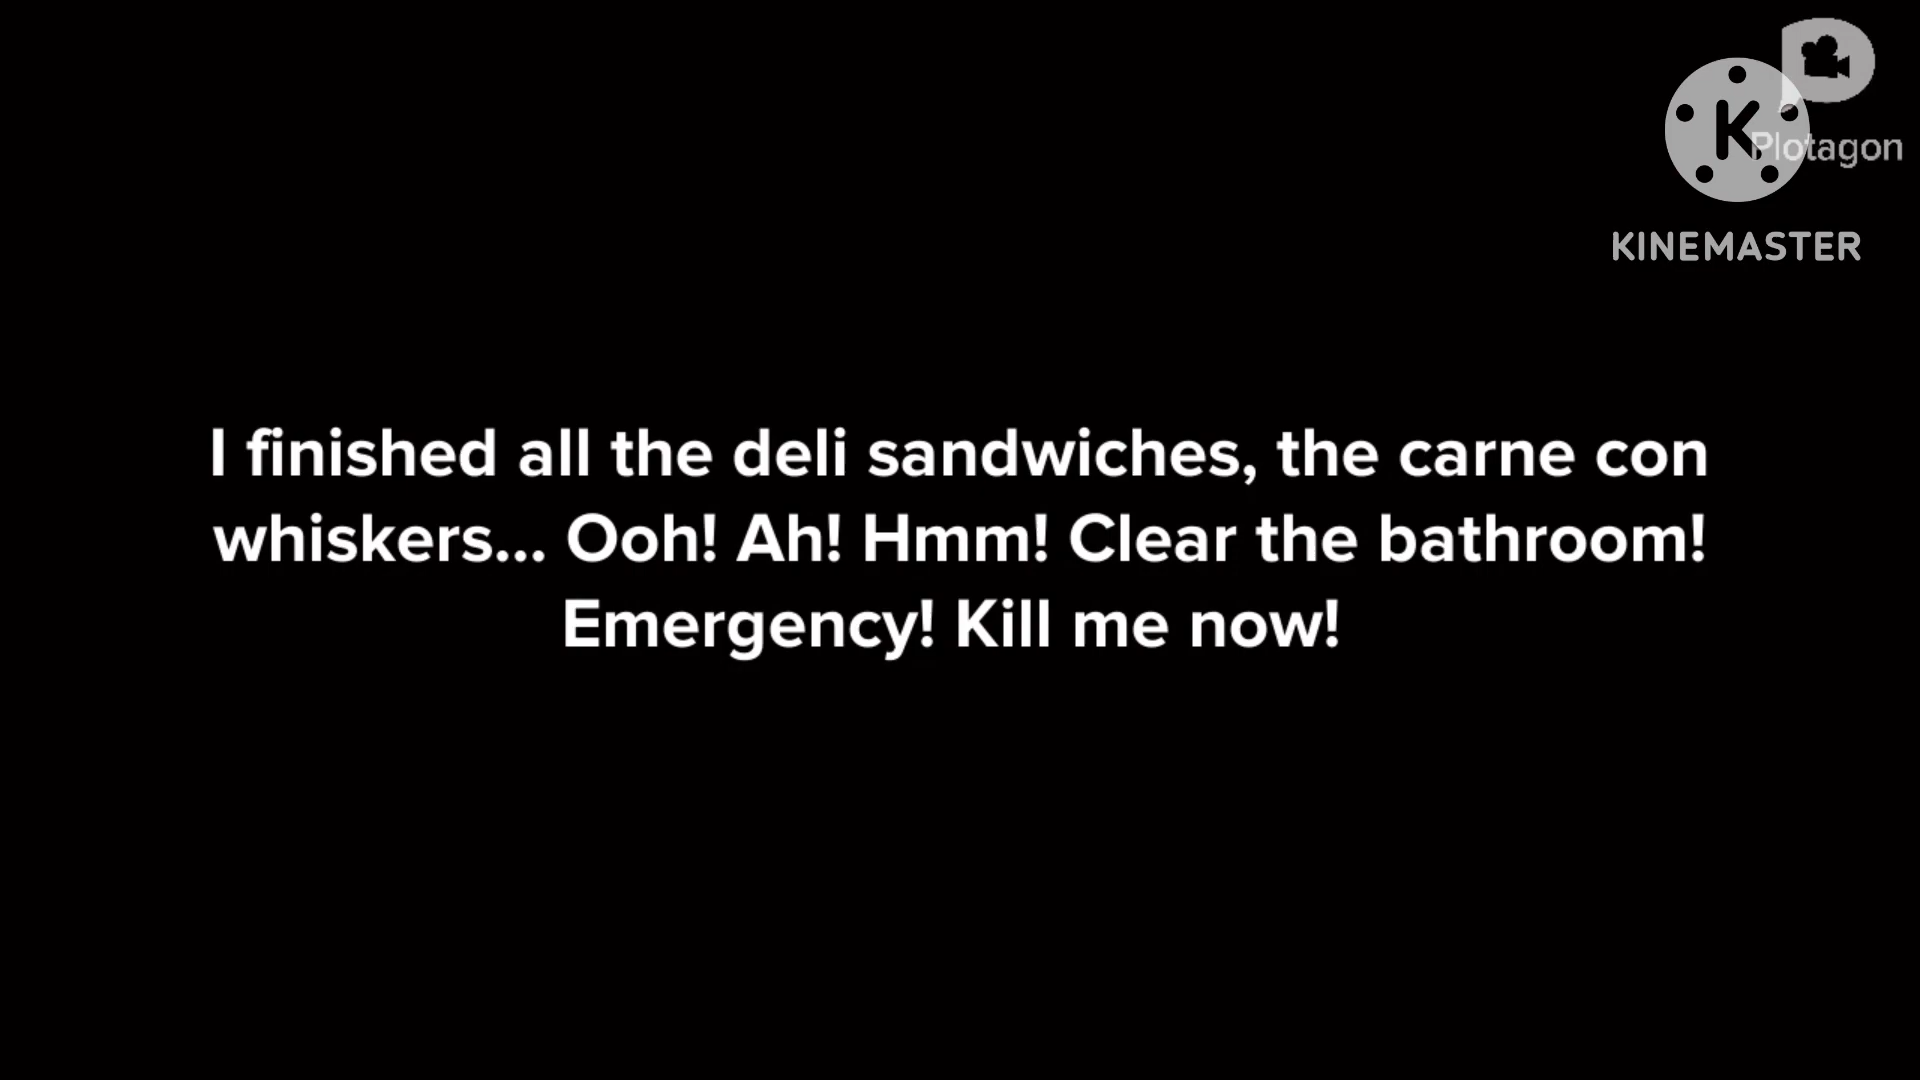 K
Plotagon
KINEMASTER
I finished all the deli sandwiches, the carne con
whiskers... Ooh! Ah! Hmm! Clear the bathroom!
Emergency! Kill me now!